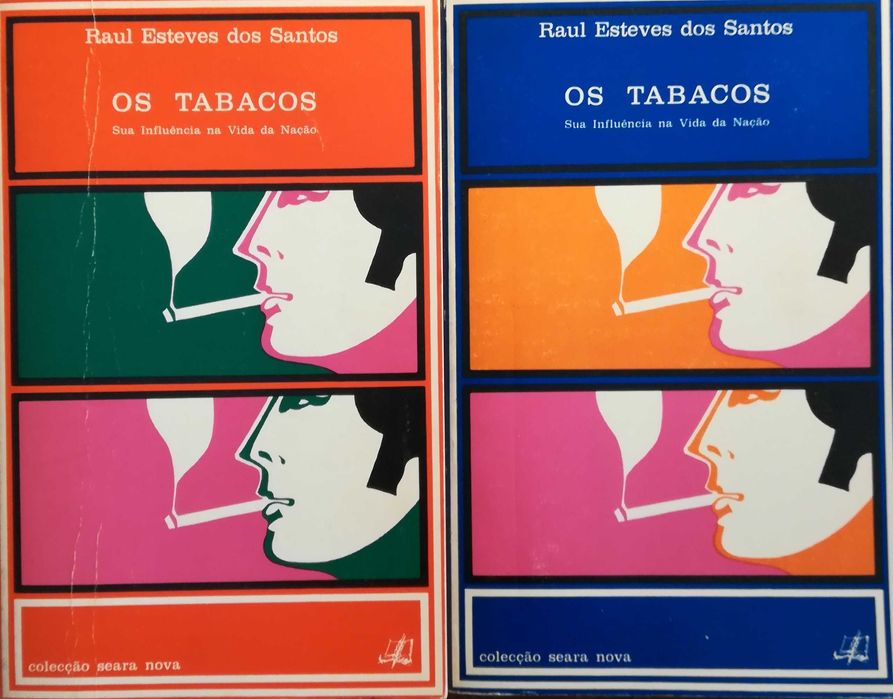 Raul Esteves dos Santos
OS TABACOS
Sua Influência na Vida da Nação
colecção seara nova
Raul Esteves dos Santos
OS TABACOS
Sua Influência na Vida da Nação
colecção seara nova